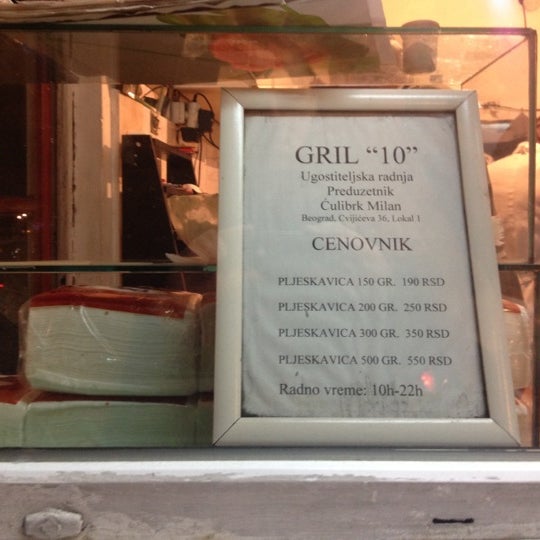 GRIL “10”
Ugostiteljska radnja
Preduzetnik
Ćulibrk Milan
Beograd, Cvijićeva 36, Lokal 1
CENOVNIK
PLJESKAVICA 150 GR. 190 RSD
PLJESKAVICA 200 GR. 250 RSD
PLJESKAVICA 300 GR. 350 RSD
PLJESKAVICA 500 GR. 550 RSD
Radno vreme: 10h-22h